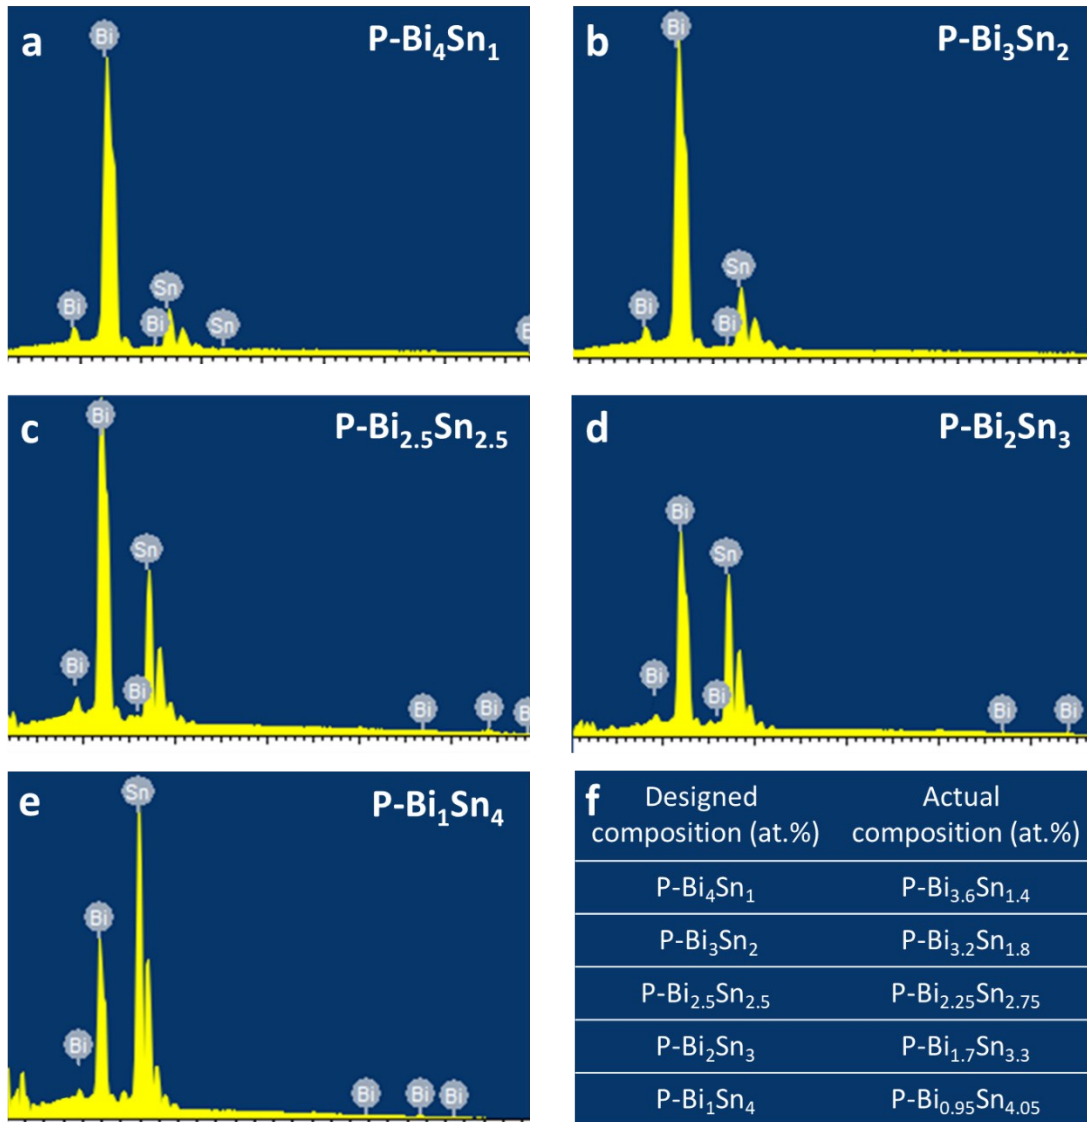 a P-Bi₄Sn₁
Bi
Bi
Sn
Bi
Sn
b P-Bi₃Sn₂
Bi
Sn
Bi
Bi
c P-Bi₂.₅Sn₂.₅
Bi
Sn
Bi
Bi
Bi
Bi
d P-Bi₂Sn₃
Bi
Sn
Bi
Bi
Bi
Bi
e P-Bi₁Sn₄
Sn
Bi
Bi
Bi
Bi
Bi
f Designed composition (at.%) Actual composition (at.%)
P-Bi₄Sn₁ P-Bi₃.₆Sn₁.₄
P-Bi₃Sn₂ P-Bi₃.₂Sn₁.₈
P-Bi₂.₅Sn₂.₅ P-Bi₂.₂₅Sn₂.₇₅
P-Bi₂Sn₃ P-Bi₁.₇Sn₃.₃
P-Bi₁Sn₄ P-Bi₀.₉₅Sn₄.₀₅